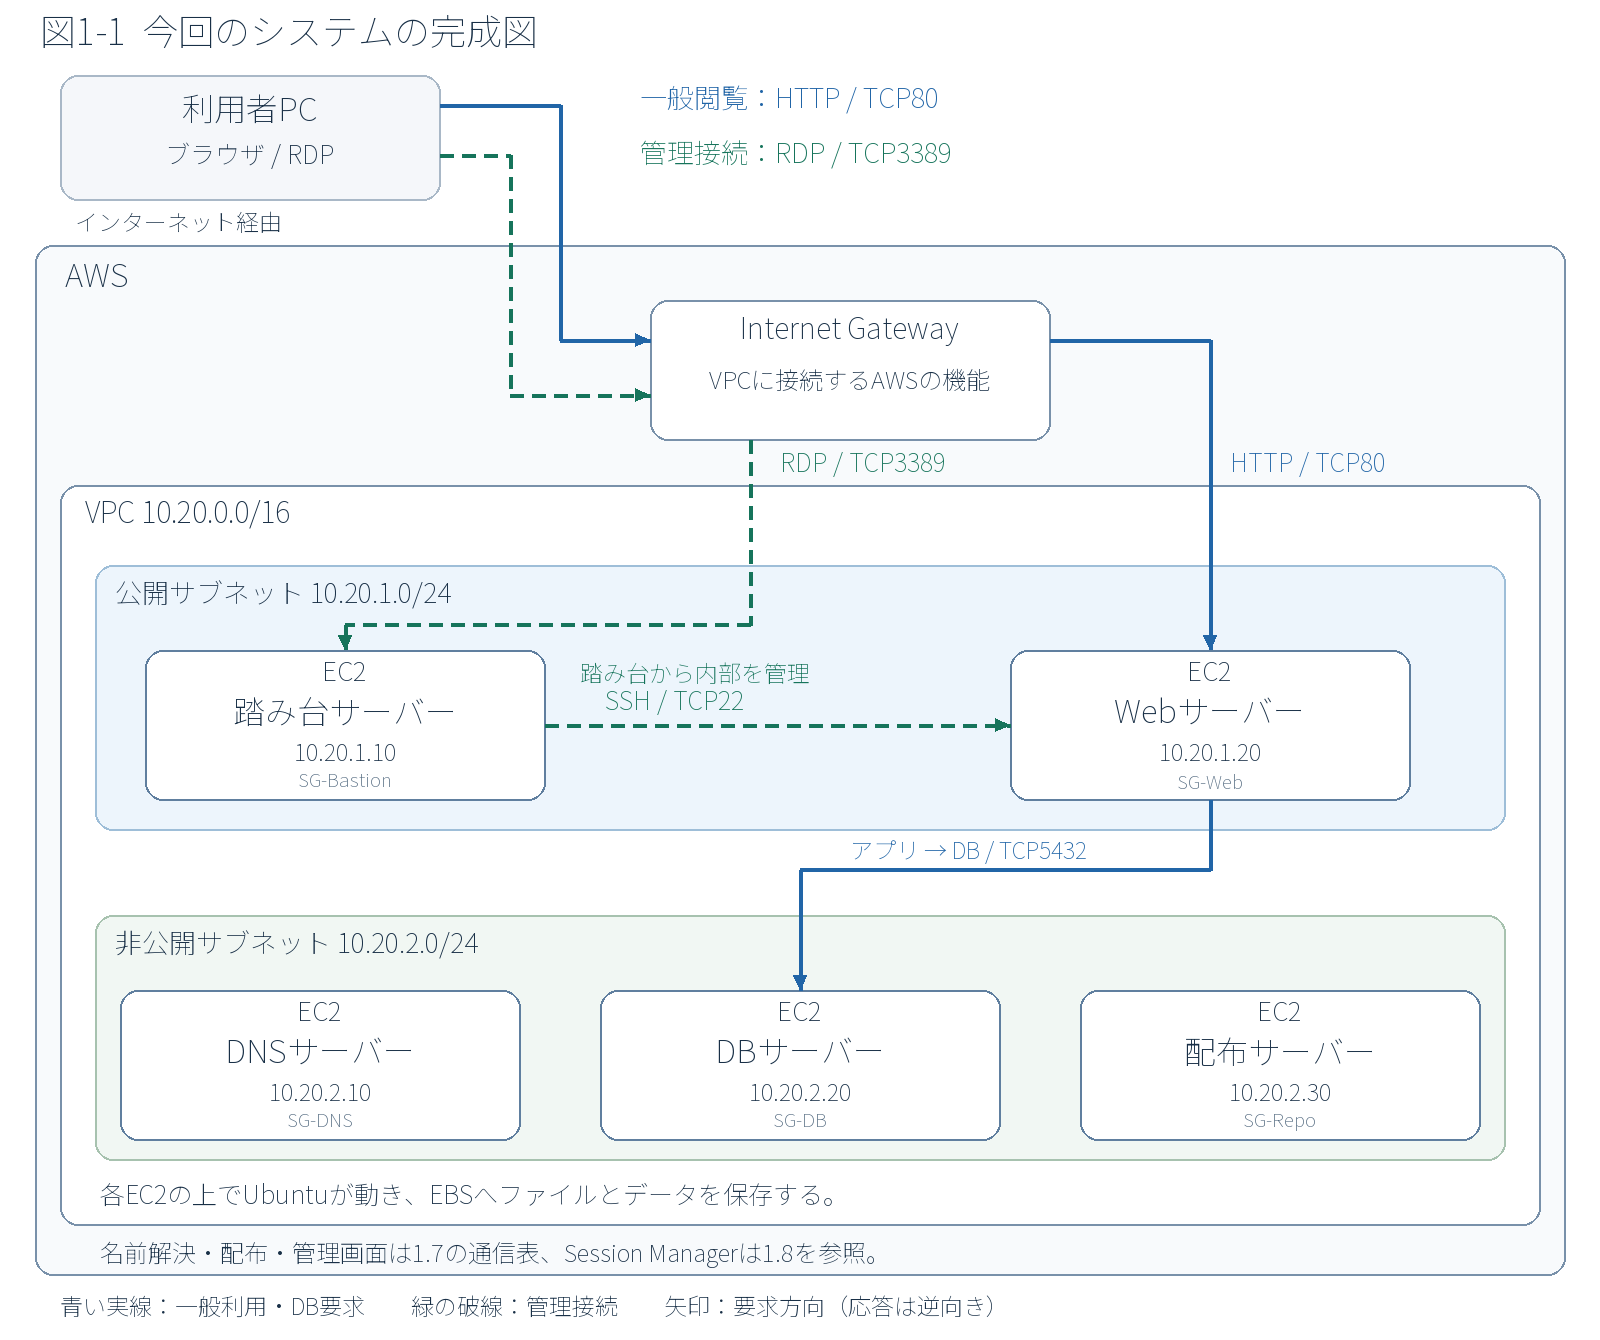 図1-1 今回のシステムの完成図
利用者PC
ブラウザ / RDP
インターネット経由
一般閲覧：HTTP / TCP80
管理接続：RDP / TCP3389
AWS
Internet Gateway
VPCに接続するAWSの機能
RDP / TCP3389
HTTP / TCP80
VPC 10.20.0.0/16
公開サブネット 10.20.1.0/24
EC2
踏み台サーバー
10.20.1.10
SG-Bastion
踏み台から内部を管理
SSH / TCP22
EC2
Webサーバー
10.20.1.20
SG-Web
アプリ → DB / TCP5432
非公開サブネット 10.20.2.0/24
EC2
DNSサーバー
10.20.2.10
SG-DNS
EC2
DBサーバー
10.20.2.20
SG-DB
EC2
配布サーバー
10.20.2.30
SG-Repo
各EC2の上でUbuntuが動き、EBSへファイルとデータを保存する。
名前解決・配布・管理画面は1.7の通信表、Session Managerは1.8を参照。
青い実線：一般利用・DB要求　緑の破線：管理接続　矢印：要求方向（応答は逆向き）